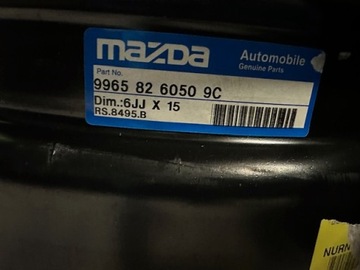 mazda
Automobile
Genuine Parts
Part No.
9965 82 6050 9C
Dim.:6JJ X 15
RS.8495.B
NURN